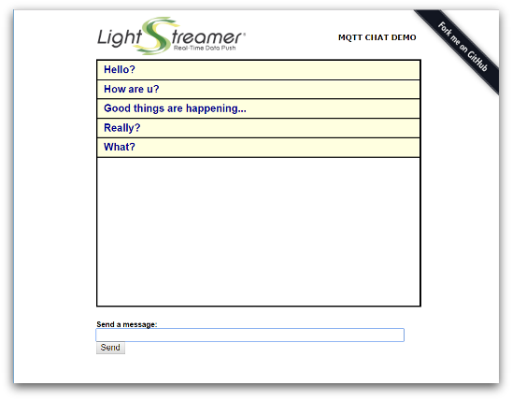 LightStreamer
Real-Time Data Push
MQTT CHAT DEMO
Fork me on GitHub
Hello?
How are u?
Good things are happening...
Really?
What?
Send a message:
Send